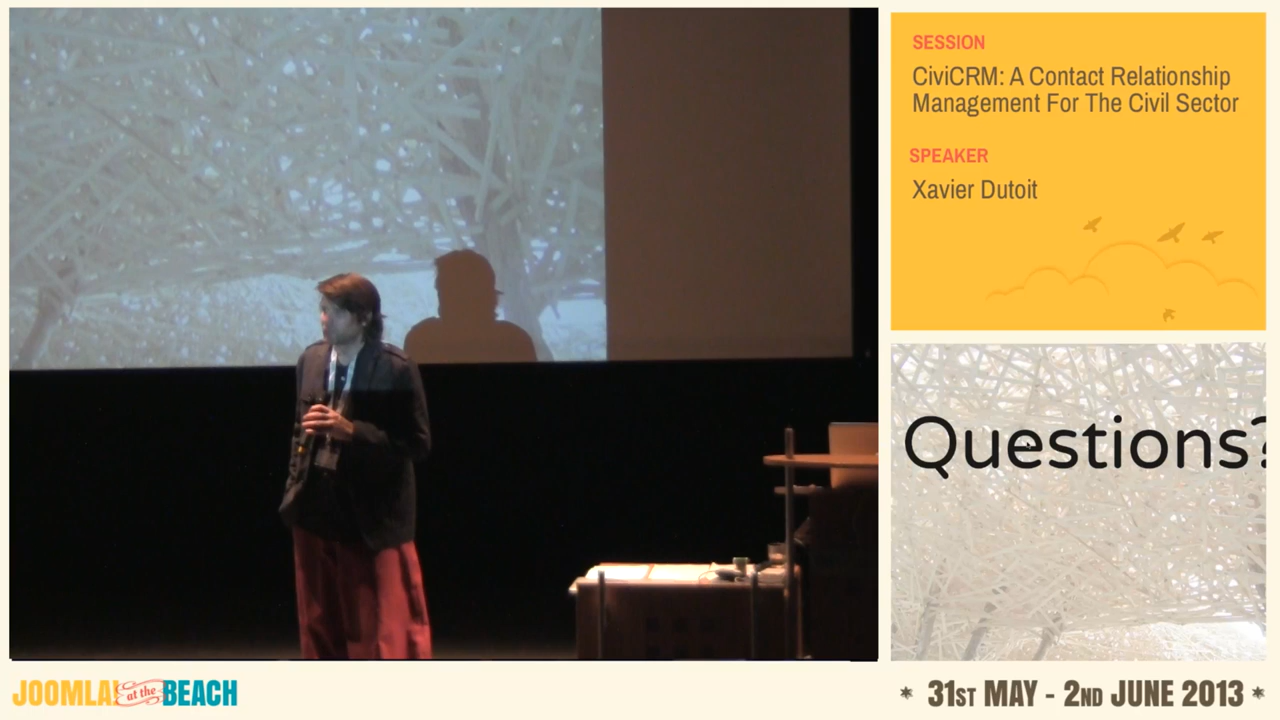 SESSION
CiviCRM: A Contact Relationship
Management For The Civil Sector
SPEAKER
Xavier Dutoit
Questions?
JOOMLA! at the BEACH
* 31ST MAY - 2ND JUNE 2013 *